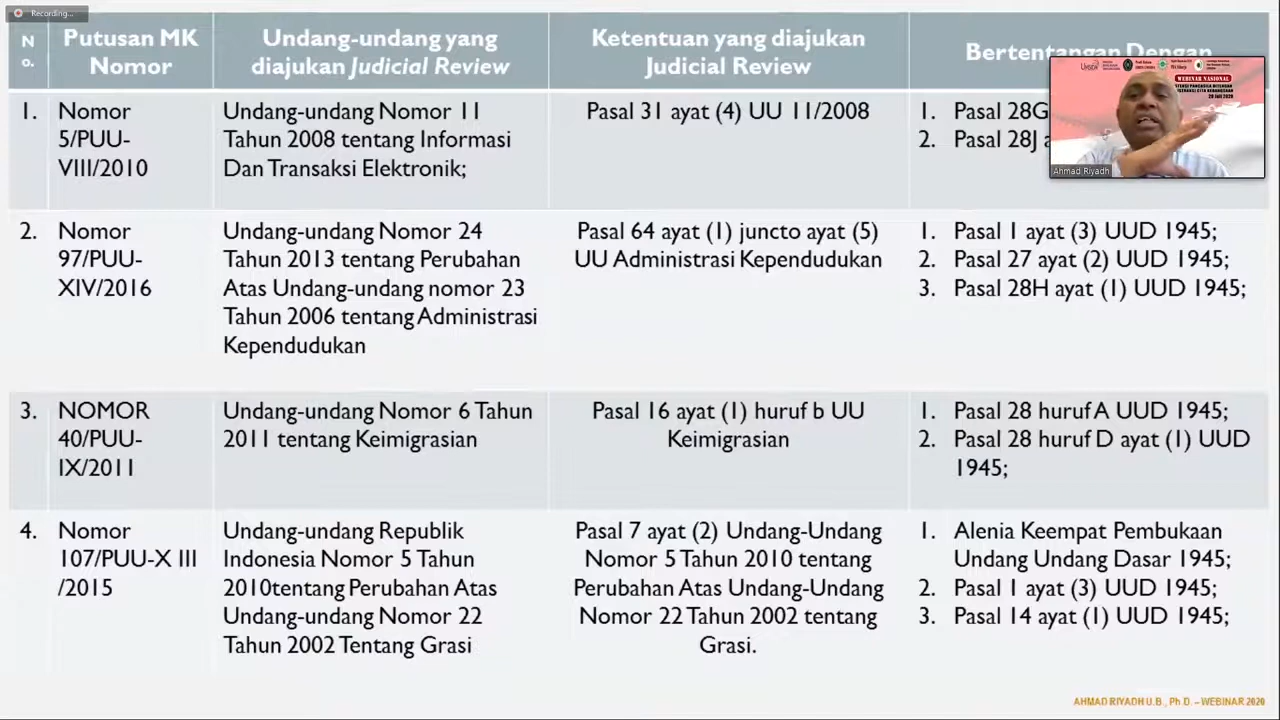 Recording...
N
o.
Putusan MK
Nomor
Undang-undang yang
diajukan Judicial Review
Ketentuan yang diajukan
Judicial Review
Bertentangan Dengan
1.
Nomor
5/PUU-
VIII/2010
Undang-undang Nomor 11
Tahun 2008 tentang Informasi
Dan Transaksi Elektronik;
Pasal 31 ayat (4) UU 11/2008
1. Pasal 28G
2. Pasal 28J
WEBINAR NASIONAL
Ahmad Riyadh
2.
Nomor
97/PUU-
XIV/2016
Undang-undang Nomor 24
Tahun 2013 tentang Perubahan
Atas Undang-undang nomor 23
Tahun 2006 tentang Administrasi
Kependudukan
Pasal 64 ayat (1) juncto ayat (5)
UU Administrasi Kependudukan
1. Pasal 1 ayat (3) UUD 1945;
2. Pasal 27 ayat (2) UUD 1945;
3. Pasal 28H ayat (1) UUD 1945;
3.
NOMOR
40/PUU-
IX/2011
Undang-undang Nomor 6 Tahun
2011 tentang Keimigrasian
Pasal 16 ayat (1) huruf b UU
Keimigrasian
1. Pasal 28 huruf A UUD 1945;
2. Pasal 28 huruf D ayat (1) UUD
1945;
4.
Nomor
107/PUU-X III
/2015
Undang-undang Republik
Indonesia Nomor 5 Tahun
2010tentang Perubahan Atas
Undang-undang Nomor 22
Tahun 2002 Tentang Grasi
Pasal 7 ayat (2) Undang-Undang
Nomor 5 Tahun 2010 tentang
Perubahan Atas Undang-Undang
Nomor 22 Tahun 2002 tentang
Grasi.
1. Alenia Keempat Pembukaan
Undang Undang Dasar 1945;
2. Pasal 1 ayat (3) UUD 1945;
3. Pasal 14 ayat (1) UUD 1945;
AHMAD RIYADH U.B., Ph.D. – WEBINAR 2020